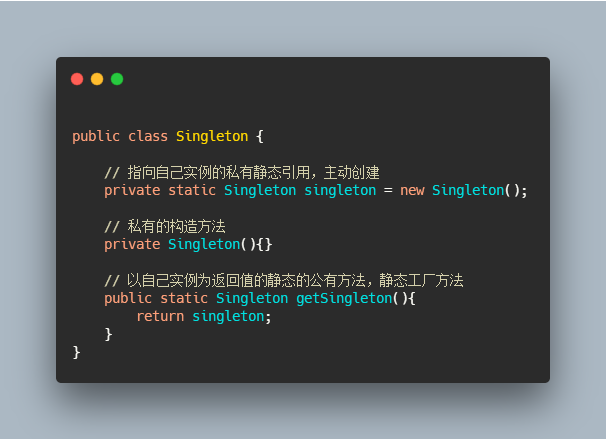 public class Singleton {
// 指向自己实例的私有静态引用，主动创建
private static Singleton singleton = new Singleton();
// 私有的构造方法
private Singleton(){}
// 以自己实例为返回值的静态的公有方法，静态工厂方法
public static Singleton getSingleton(){
return singleton;
}
}